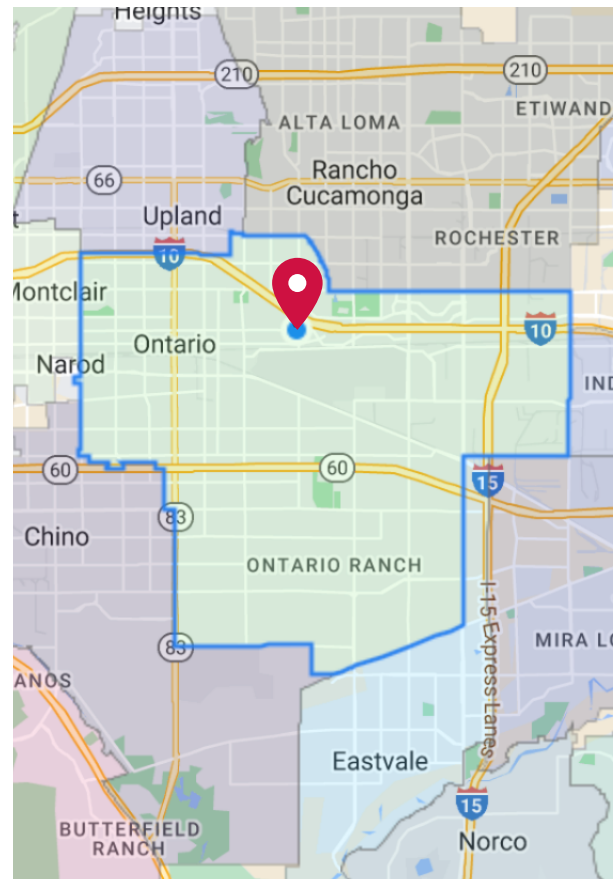 Heights
210
210
ETIWAND
ALTA LOMA
66
Rancho
Cucamonga
Upland
t
ROCHESTER
10
Montclair
10
Ontario
Narod
IND
60
60
15
83
Chino
ONTARIO RANCH
I-15 Express Lanes
83
MIRA LO
ANOS
Eastvale
15
BUTTERFIELD
RANCH
Norco